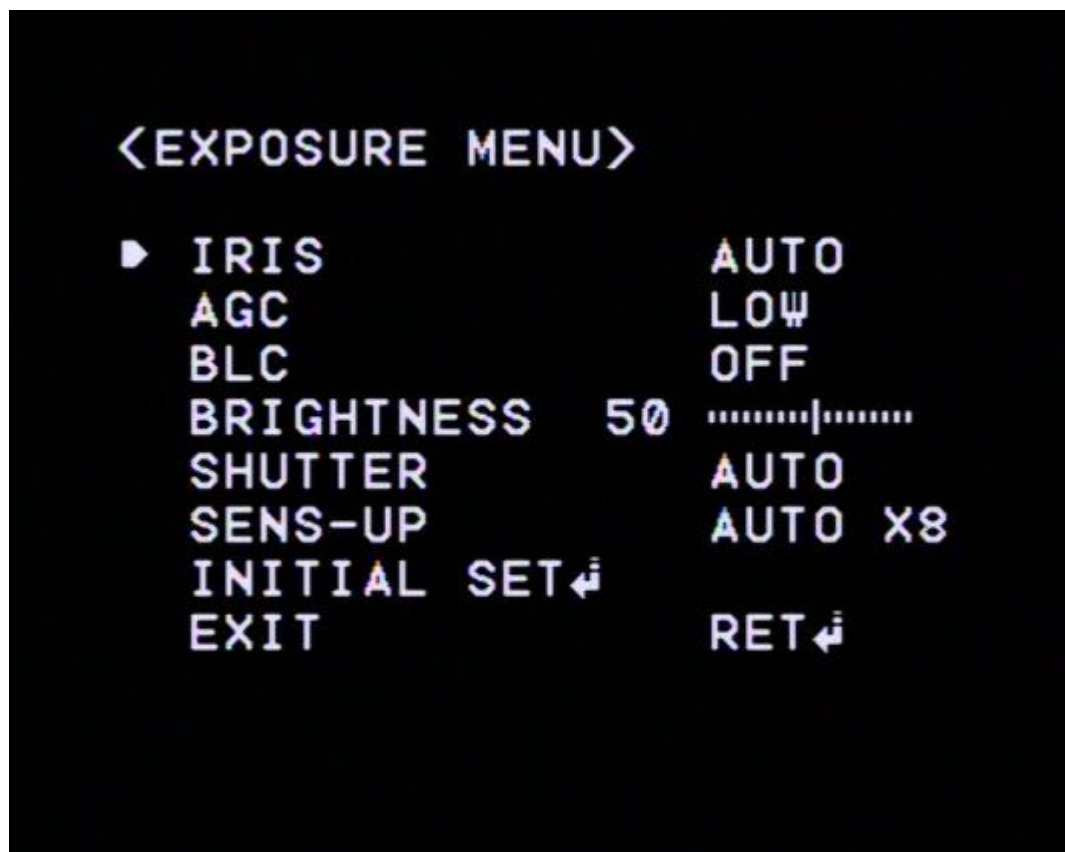 <EXPOSURE MENU>
IRIS AUTO
AGC LOW
BLC OFF
BRIGHTNESS 50
SHUTTER AUTO
SENS-UP AUTO X8
INITIAL SET↲
EXIT RET↲